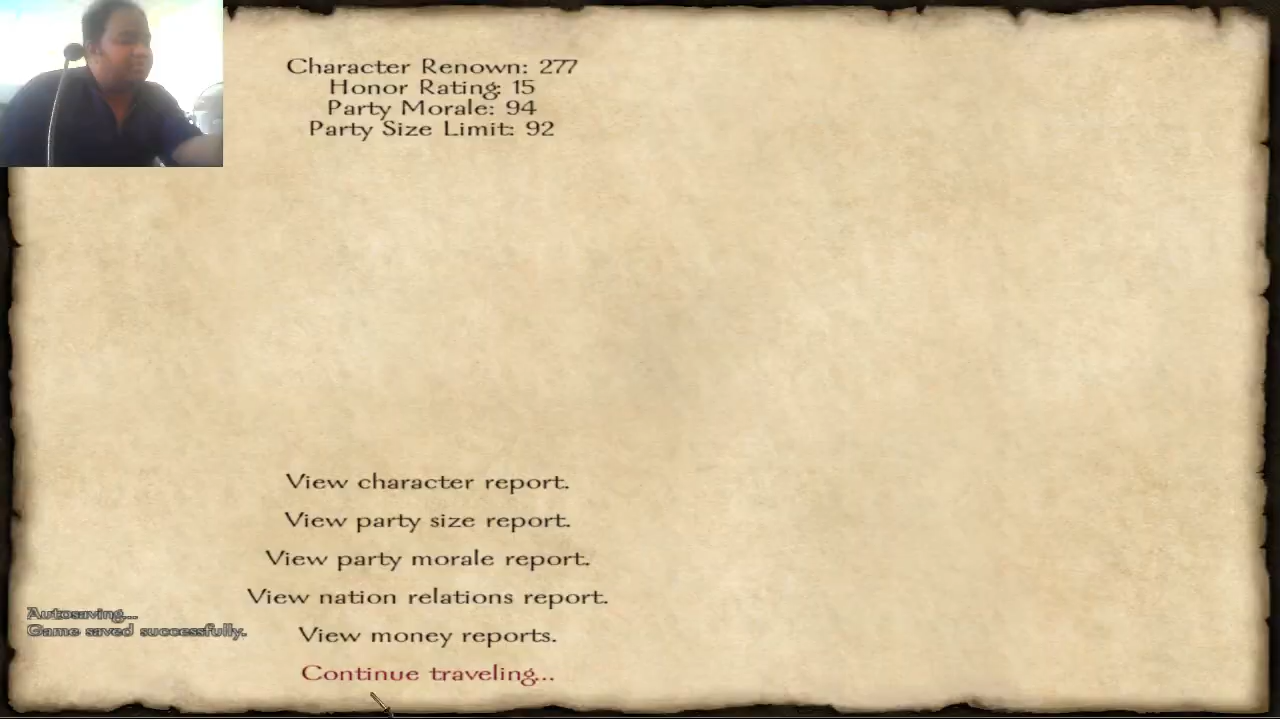 Character Renown: 277
Honor Rating: 15
Party Morale: 94
Party Size Limit: 92
View character report.
View party size report.
View party morale report.
View nation relations report.
View money reports.
Continue traveling...
Autosaving...
Game saved successfully.